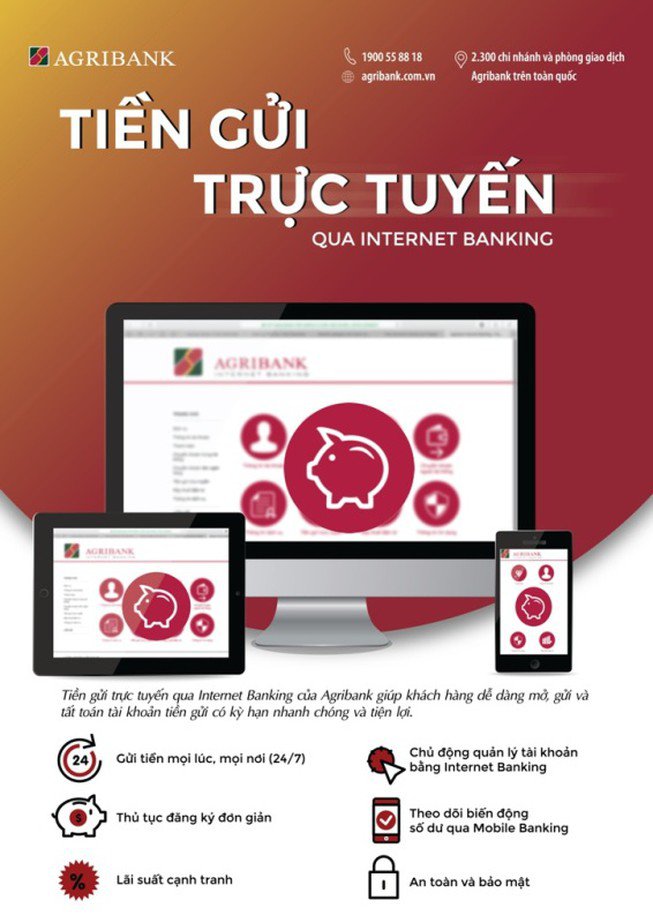 AGRIBANK
1900 55 88 18
agribank.com.vn
2.300 chi nhánh và phòng giao dịch
Agribank trên toàn quốc
TIỀN GỬI
TRỰC TUYẾN
QUA INTERNET BANKING
AGRIBANK
INTERNET BANKING
AGRIBANK
INTERNET BANKING
AGRIBANK
Tiền gửi trực tuyến qua Internet Banking của Agribank giúp khách hàng dễ dàng mở, gửi và
tất toán tài khoản tiền gửi có kỳ hạn nhanh chóng và tiện lợi.
24
Gửi tiền mọi lúc, mọi nơi (24/7)
Chủ động quản lý tài khoản
bằng Internet Banking
$
Thủ tục đăng ký đơn giản
Theo dõi biến động
số dư qua Mobile Banking
%
Lãi suất cạnh tranh
An toàn và bảo mật